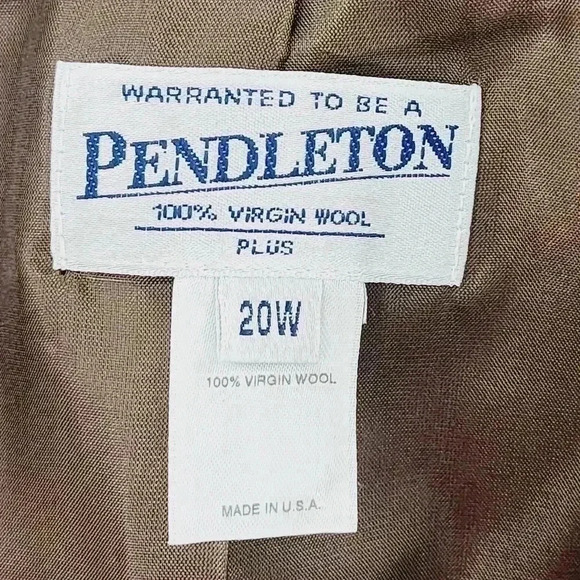 WARRANTED TO BE A
PENDLETON
100% VIRGIN WOOL
PLUS
20W
100% VIRGIN WOOL
MADE IN U.S.A.